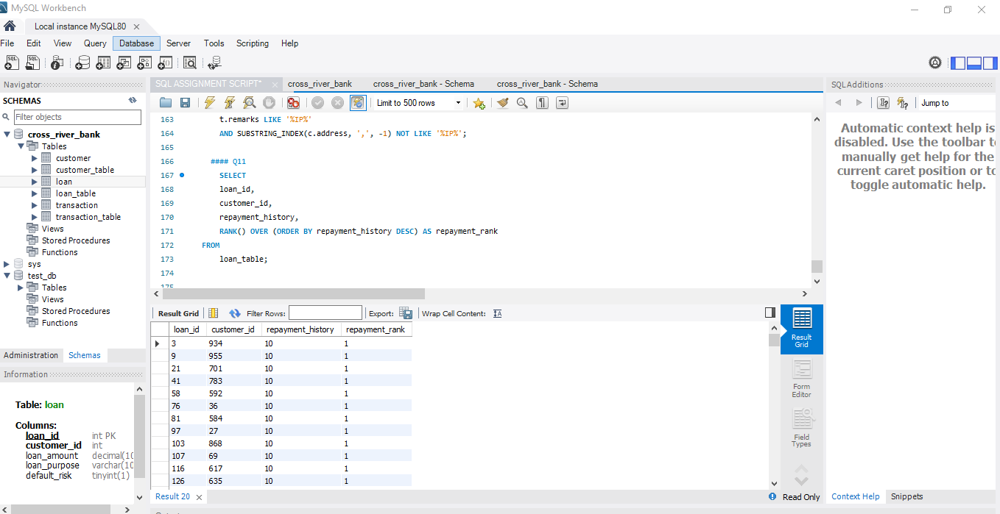 MySQL Workbench
Local instance MySQL80
File Edit View Query Database Server Tools Scripting Help
Navigator
SCHEMAS
Filter objects
cross_river_bank
Tables
customer
customer_table
loan
loan_table
transaction
transaction_table
Views
Stored Procedures
Functions
sys
test_db
Tables
Views
Stored Procedures
Functions
Administration Schemas
Information
Table: loan
Columns:
loan_id int PK
customer_id int
loan_amount decimal(10
loan_purpose varchar(10
default_risk tinyint(1)
SQL ASSIGNMENT SCRIPT* cross_river_bank cross_river_bank - Schema cross_river_bank - Schema
Limit to 500 rows
163 t.remarks LIKE '%IP%'
164 AND SUBSTRING_INDEX(c.address, ',', -1) NOT LIKE '%IP%';
165
166 #### Q11
167 SELECT
168 loan_id,
169 customer_id,
170 repayment_history,
171 RANK() OVER (ORDER BY repayment_history DESC) AS repayment_rank
172 FROM
173 loan_table;
174
175
Result Grid Filter Rows: Export: Wrap Cell Content:
loan_id customer_id repayment_history repayment_rank
3 934 10 1
9 955 10 1
21 701 10 1
41 783 10 1
58 592 10 1
76 36 10 1
81 584 10 1
97 27 10 1
103 868 10 1
107 69 10 1
116 617 10 1
126 635 10 1
Result 20
Read Only
Result
Grid
Form
Editor
Field
Types
SQLAdditions
Jump to
Automatic context help is
disabled. Use the toolbar to
manually get help for the
current caret position or to
toggle automatic help.
Context Help Snippets